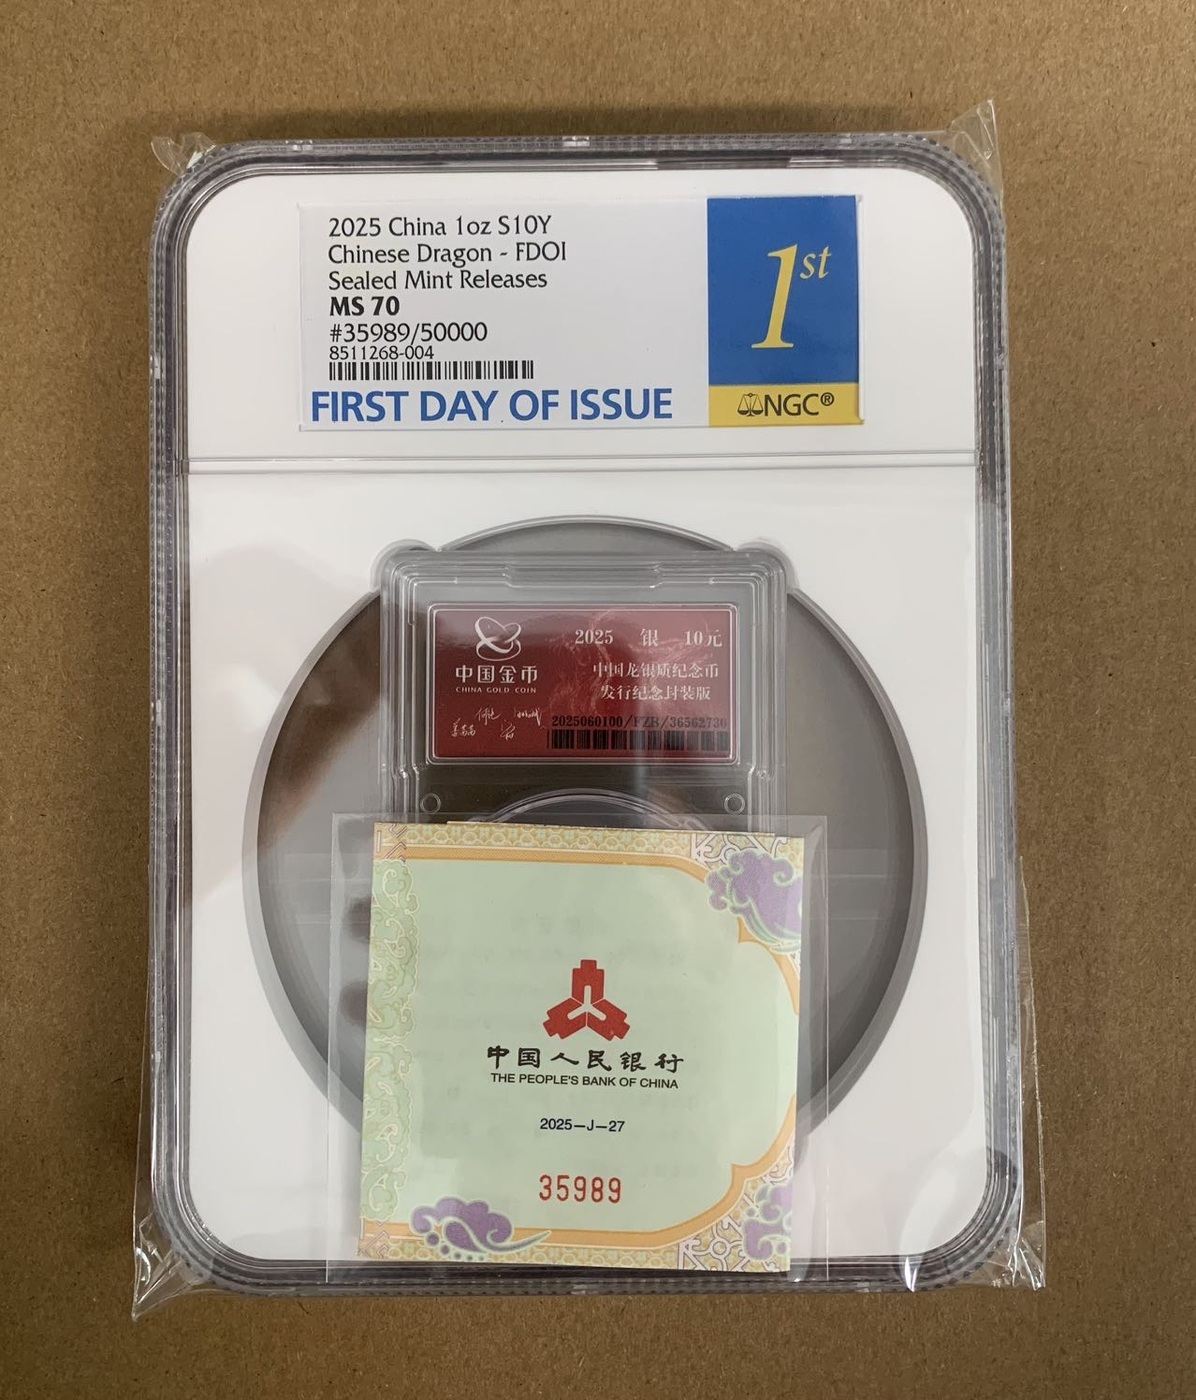 2025 China 1oz S10Y
Chinese Dragon - FDOI
Sealed Mint Releases
MS 70
#35989/50000
8511268-004
FIRST DAY OF ISSUE
1st
NGC®
中国金币
CHINA GOLD COIN
2025 银 10元
中国龙银质纪念币
发行纪念封装版
2025060100/FZB/36562730
中国人民银行
THE PEOPLE'S BANK OF CHINA
2025—J—27
35989